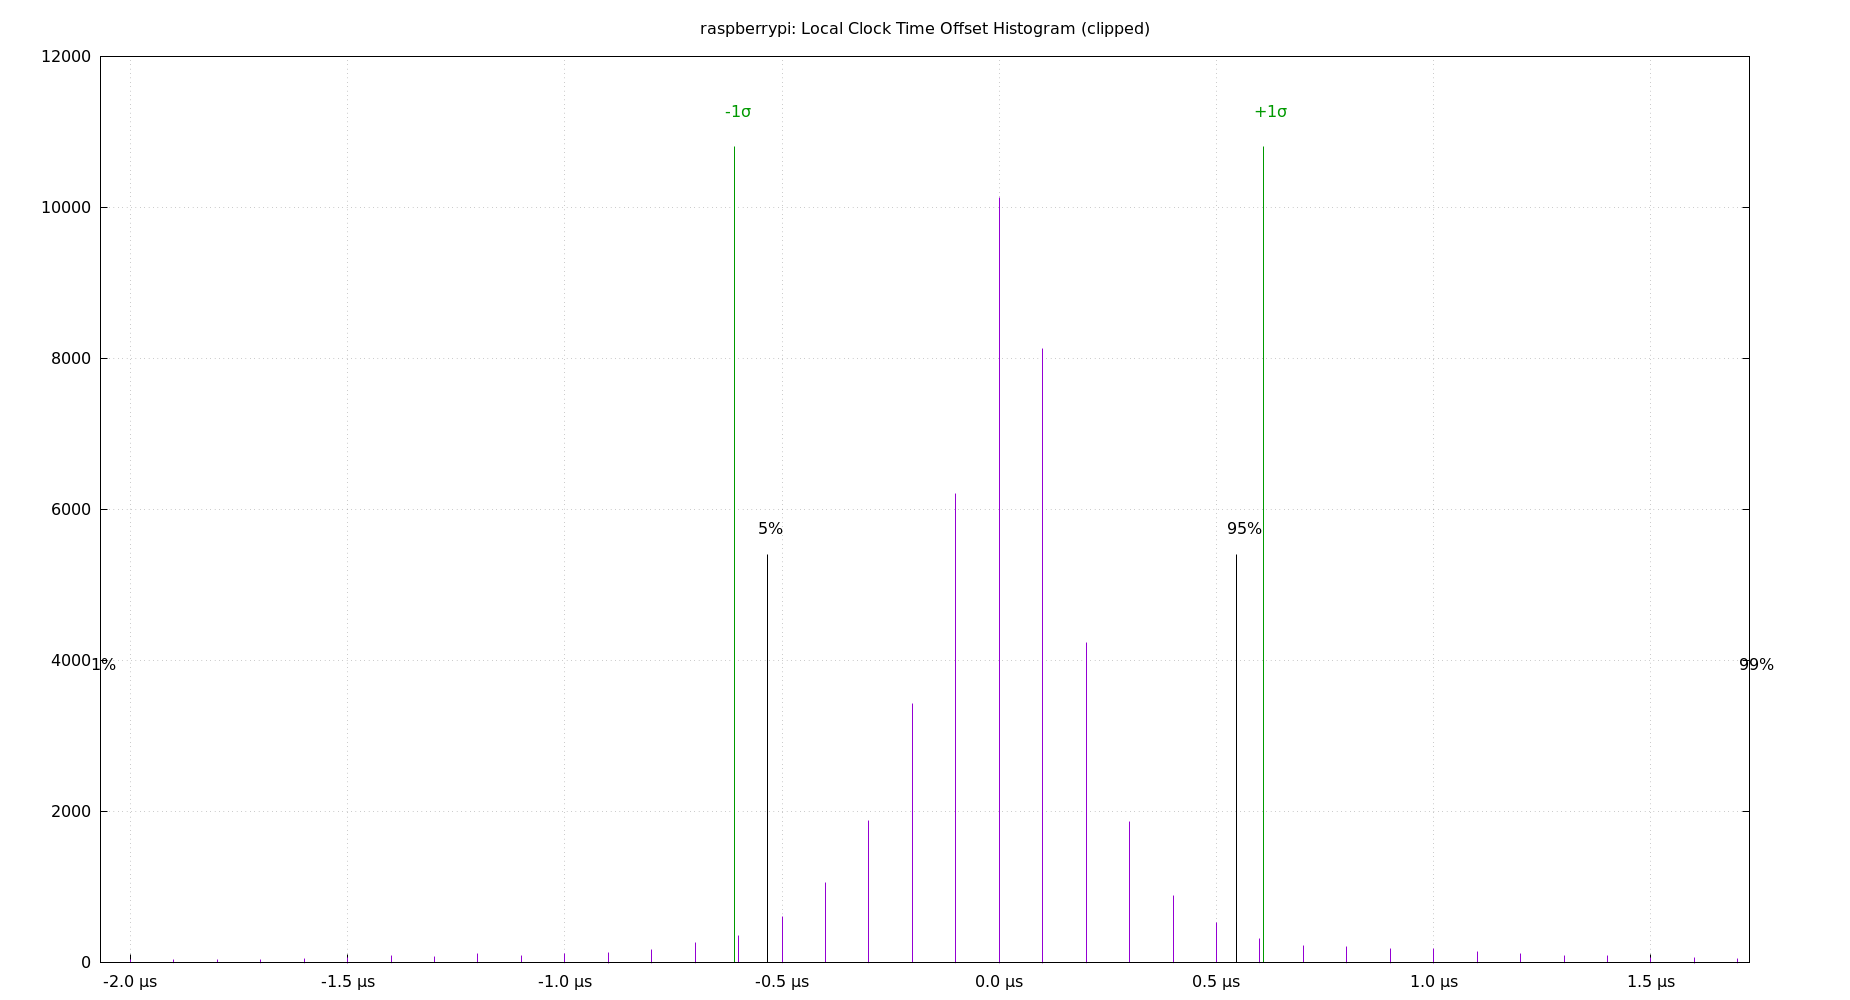 raspberrypi: Local Clock Time Offset Histogram (clipped)
12000
-1σ
+1σ
10000
8000
6000
5%
95%
4000
1%
99%
2000
0
-2.0 µs
-1.5 µs
-1.0 µs
-0.5 µs
0.0 µs
0.5 µs
1.0 µs
1.5 µs